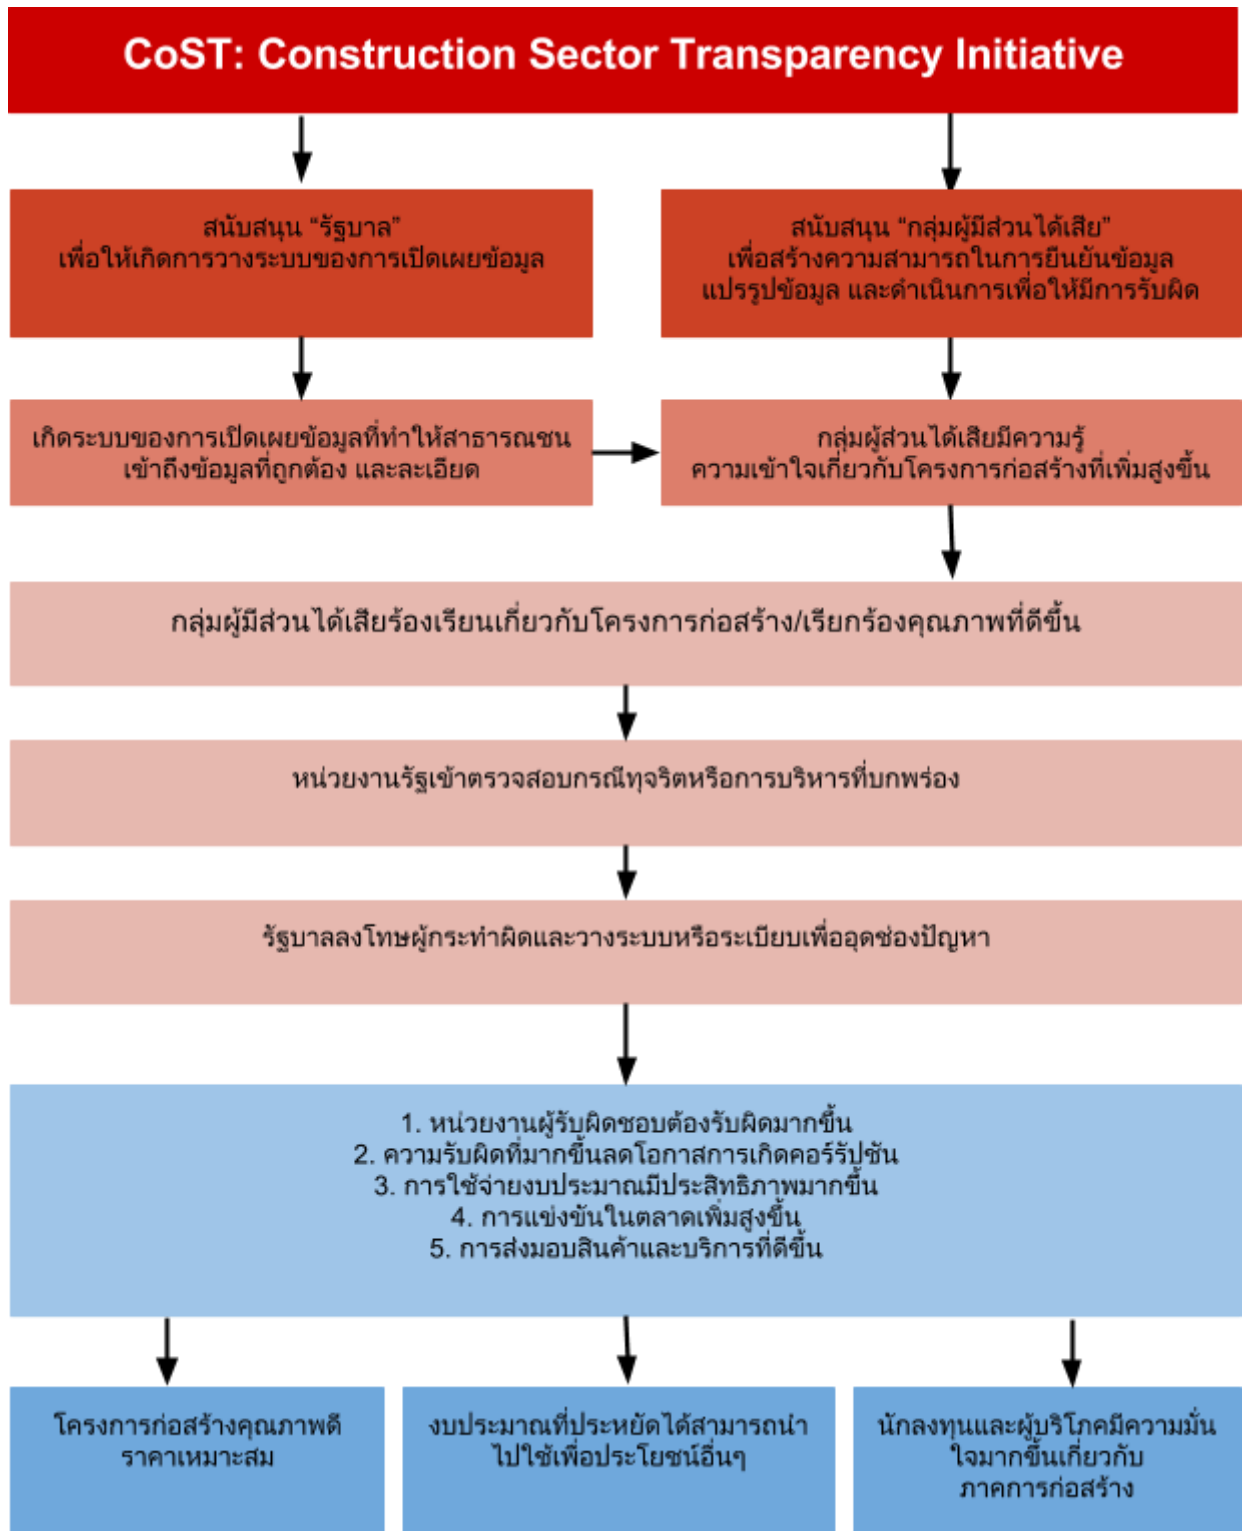 CoST: Construction Sector Transparency Initiative
สนับสนุน “รัฐบาล”
เพื่อให้เกิดการวางระบบของการเปิดเผยข้อมูล
สนับสนุน “กลุ่มผู้มีส่วนได้เสีย”
เพื่อสร้างความสามารถในการยืนยันข้อมูล
แปรรูปข้อมูล และดำเนินการเพื่อให้มีการรับผิด
เกิดระบบของการเปิดเผยข้อมูลที่ทำให้สาธารณชน
เข้าถึงข้อมูลที่ถูกต้อง และละเอียด
กลุ่มผู้ส่วนได้เสียมีความรู้
ความเข้าใจเกี่ยวกับโครงการก่อสร้างที่เพิ่มสูงขึ้น
กลุ่มผู้มีส่วนได้เสียร้องเรียนเกี่ยวกับโครงการก่อสร้าง/เรียกร้องคุณภาพที่ดีขึ้น
หน่วยงานรัฐเข้าตรวจสอบกรณีทุจริตหรือการบริหารที่บกพร่อง
รัฐบาลลงโทษผู้กระทำผิดและวางระบบหรือระเบียบเพื่ออุดช่องปัญหา
1. หน่วยงานผู้รับผิดชอบต้องรับผิดมากขึ้น
2. ความรับผิดที่มากขึ้นลดโอกาสการเกิดคอร์รัปชัน
3. การใช้จ่ายงบประมาณมีประสิทธิภาพมากขึ้น
4. การแข่งขันในตลาดเพิ่มสูงขึ้น
5. การส่งมอบสินค้าและบริการที่ดีขึ้น
โครงการก่อสร้างคุณภาพดี
ราคาเหมาะสม
งบประมาณที่ประหยัดได้สามารถนำ
ไปใช้เพื่อประโยชน์อื่นๆ
นักลงทุนและผู้บริโภคมีความมั่น
ใจมากขึ้นเกี่ยวกับ
ภาคการก่อสร้าง